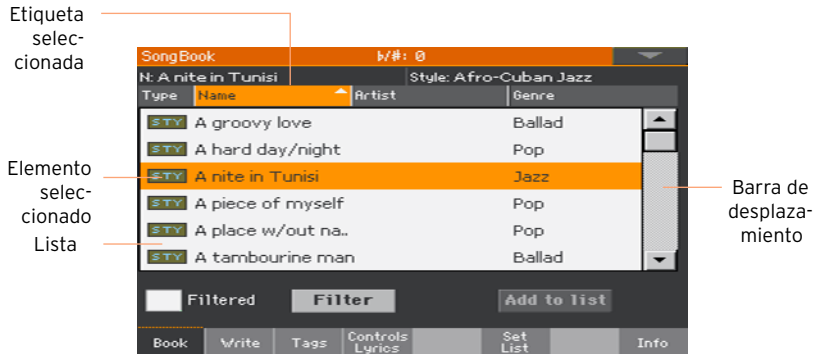 Etiqueta
selec-
cionada
SongBook ♭/#: 0
N: A nite in Tunisi Style: Afro-Cuban Jazz
Type Name Artist Genre
STY A groovy love Ballad
STY A hard day/night Pop
STY A nite in Tunisi Jazz
STY A piece of myself Pop
STY A place w/out na.. Pop
STY A tambourine man Ballad
Elemento
selec-
cionado
Lista
Barra de
desplaza-
miento
Filtered Filter Add to list
Book Write Tags Controls Lyrics Set List Info